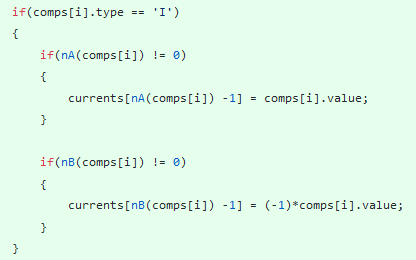 if(comps[i].type == 'I')
{
    if(nA(comps[i]) != 0)
    {
        currents[nA(comps[i]) -1] = comps[i].value;
    }

    if(nB(comps[i]) != 0)
    {
        currents[nB(comps[i]) -1] = (-1)*comps[i].value;
    }
}